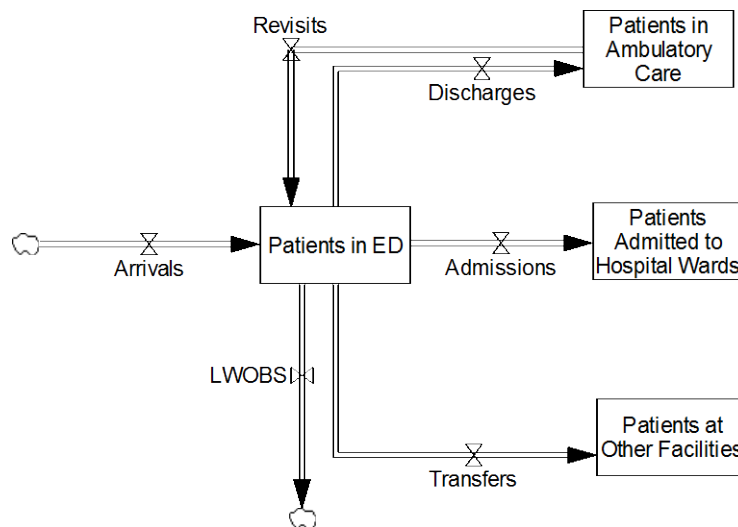 Revisits
Patients in
Ambulatory
Care
Discharges
Patients in ED
Arrivals
Admissions
Patients
Admitted to
Hospital Wards
LWOBS
Patients at
Other Facilities
Transfers